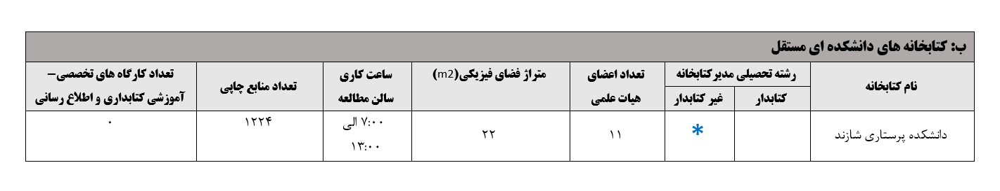 ب: کتابخانه های دانشکده ای مستقل
نام کتابخانه
رشته تحصیلی مدیرکتابخانه
کتابدار
غیر کتابدار
تعداد اعضای
هیات علمی
متراژ فضای فیزیکی(m2)
ساعت کاری
سالن مطالعه
تعداد منابع چاپی
تعداد کارگاه های تخصصی-
آموزشی کتابداری و اطلاع رسانی
دانشکده پرستاری شازند
*
۱۱
۲۲
۷:۰۰ الی
۱۳:۰۰
۱۲۲۴
۰